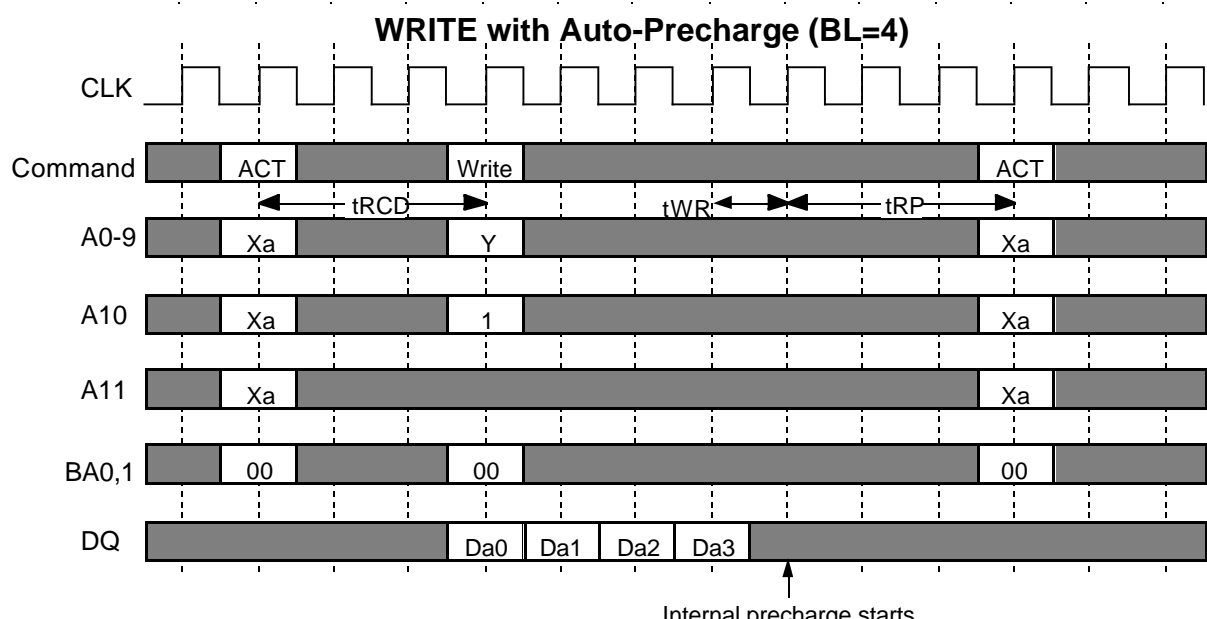 WRITE with Auto-Precharge (BL=4)
CLK
Command ACT Write ACT
tRCD tWR tRP
A0-9 Xa Y Xa
A10 Xa 1 Xa
A11 Xa Xa
BA0,1 00 00 00
DQ Da0 Da1 Da2 Da3
Internal precharge starts